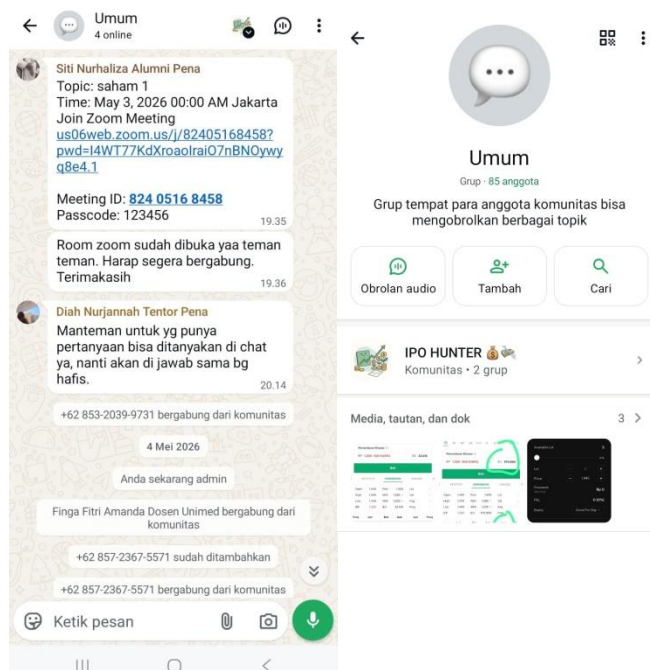 Umum
4 online
Siti Nurhaliza Alumni Pena
Topic: saham 1
Time: May 3, 2026 00:00 AM Jakarta
Join Zoom Meeting
us06web.zoom.us/j/82405168458?
pwd=I4WT77KdXroaolraiO7nBNOywy
q8e4.1
Meeting ID: 824 0516 8458
Passcode: 123456
19.35
Room zoom sudah dibuka yaa teman
teman. Harap segera bergabung.
Terimakasih
19.36
Diah Nurjannah Tentor Pena
Manteman untuk yg punya
pertanyaan bisa ditanyakan di chat
ya, nanti akan di jawab sama bg
hafis.
20.14
+62 853-2039-9731 bergabung dari komunitas
4 Mei 2026
Anda sekarang admin
Finga Fitri Amanda Dosen Unimed bergabung dari
komunitas
+62 857-2367-5571 sudah ditambahkan
+62 857-2367-5571 bergabung dari komunitas
Ketik pesan
Umum
Grup · 85 anggota
Grup tempat para anggota komunitas bisa
mengobrolkan berbagai topik
Obrolan audio
Tambah
Cari
IPO HUNTER 💰💸
Komunitas • 2 grup
Media, tautan, dan dok
3